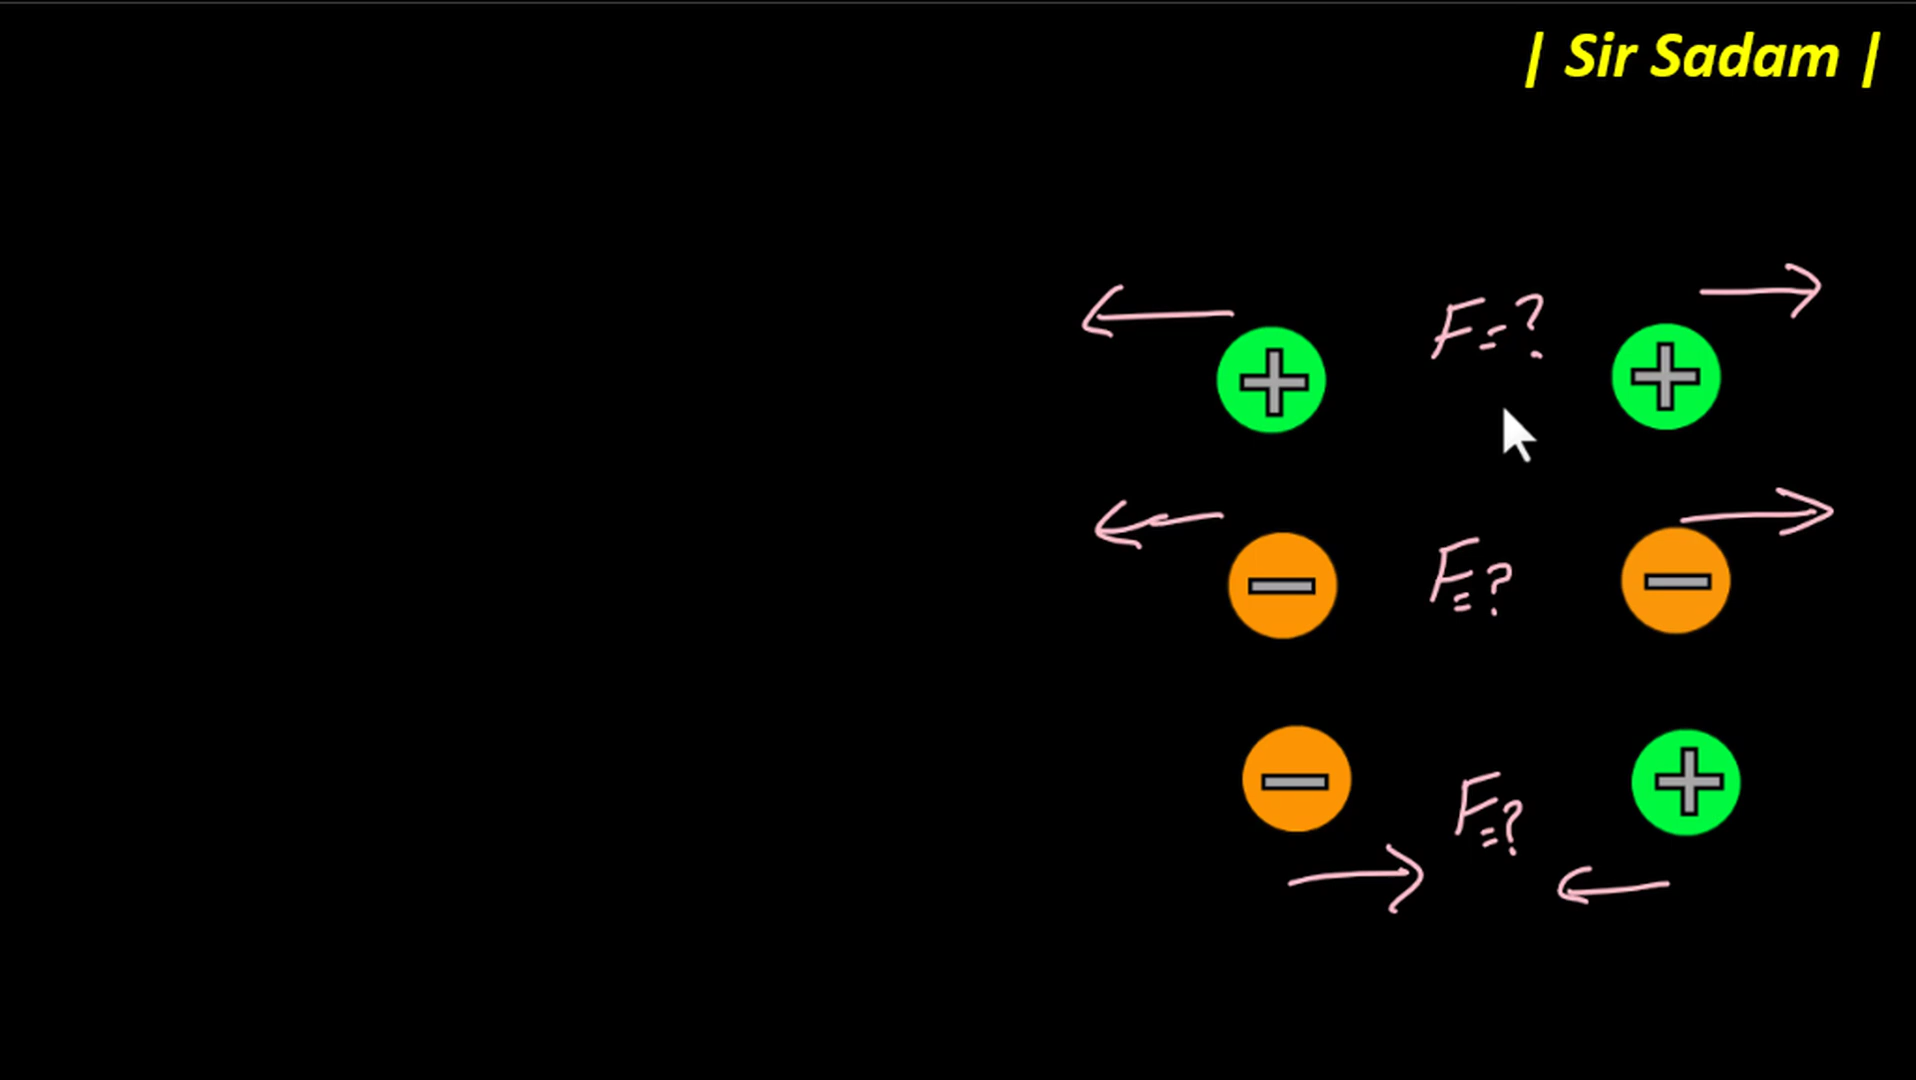 | Sir Sadam |
F=?
+ +
F=?
− −
F=?
− +